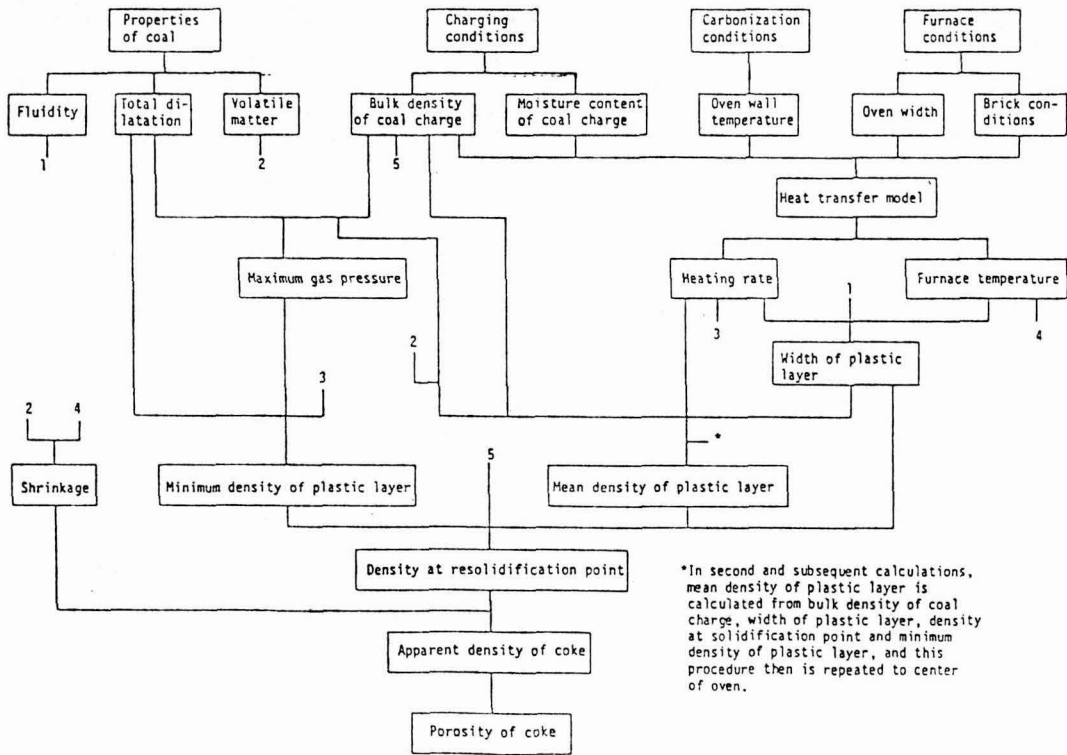 Properties
of coal
Charging
conditions
Carbonization
conditions
Furnace
conditions
Fluidity
Total di-
latation
Volatile
matter
Bulk density
of coal charge
Moisture content
of coal charge
Oven wall
temperature
Oven width
Brick con-
ditions
1
2
5
Heat transfer model
Maximum gas pressure
Heating rate
1
Furnace temperature
3
4
2
Width of plastic
layer
3
2
4
*
5
Shrinkage
Minimum density of plastic layer
Mean density of plastic layer
Density at resolidification point
*In second and subsequent calculations,
mean density of plastic layer is
calculated from bulk density of coal
charge, width of plastic layer, density
at solidification point and minimum
density of plastic layer, and this
procedure then is repeated to center
of oven.
Apparent density of coke
Porosity of coke